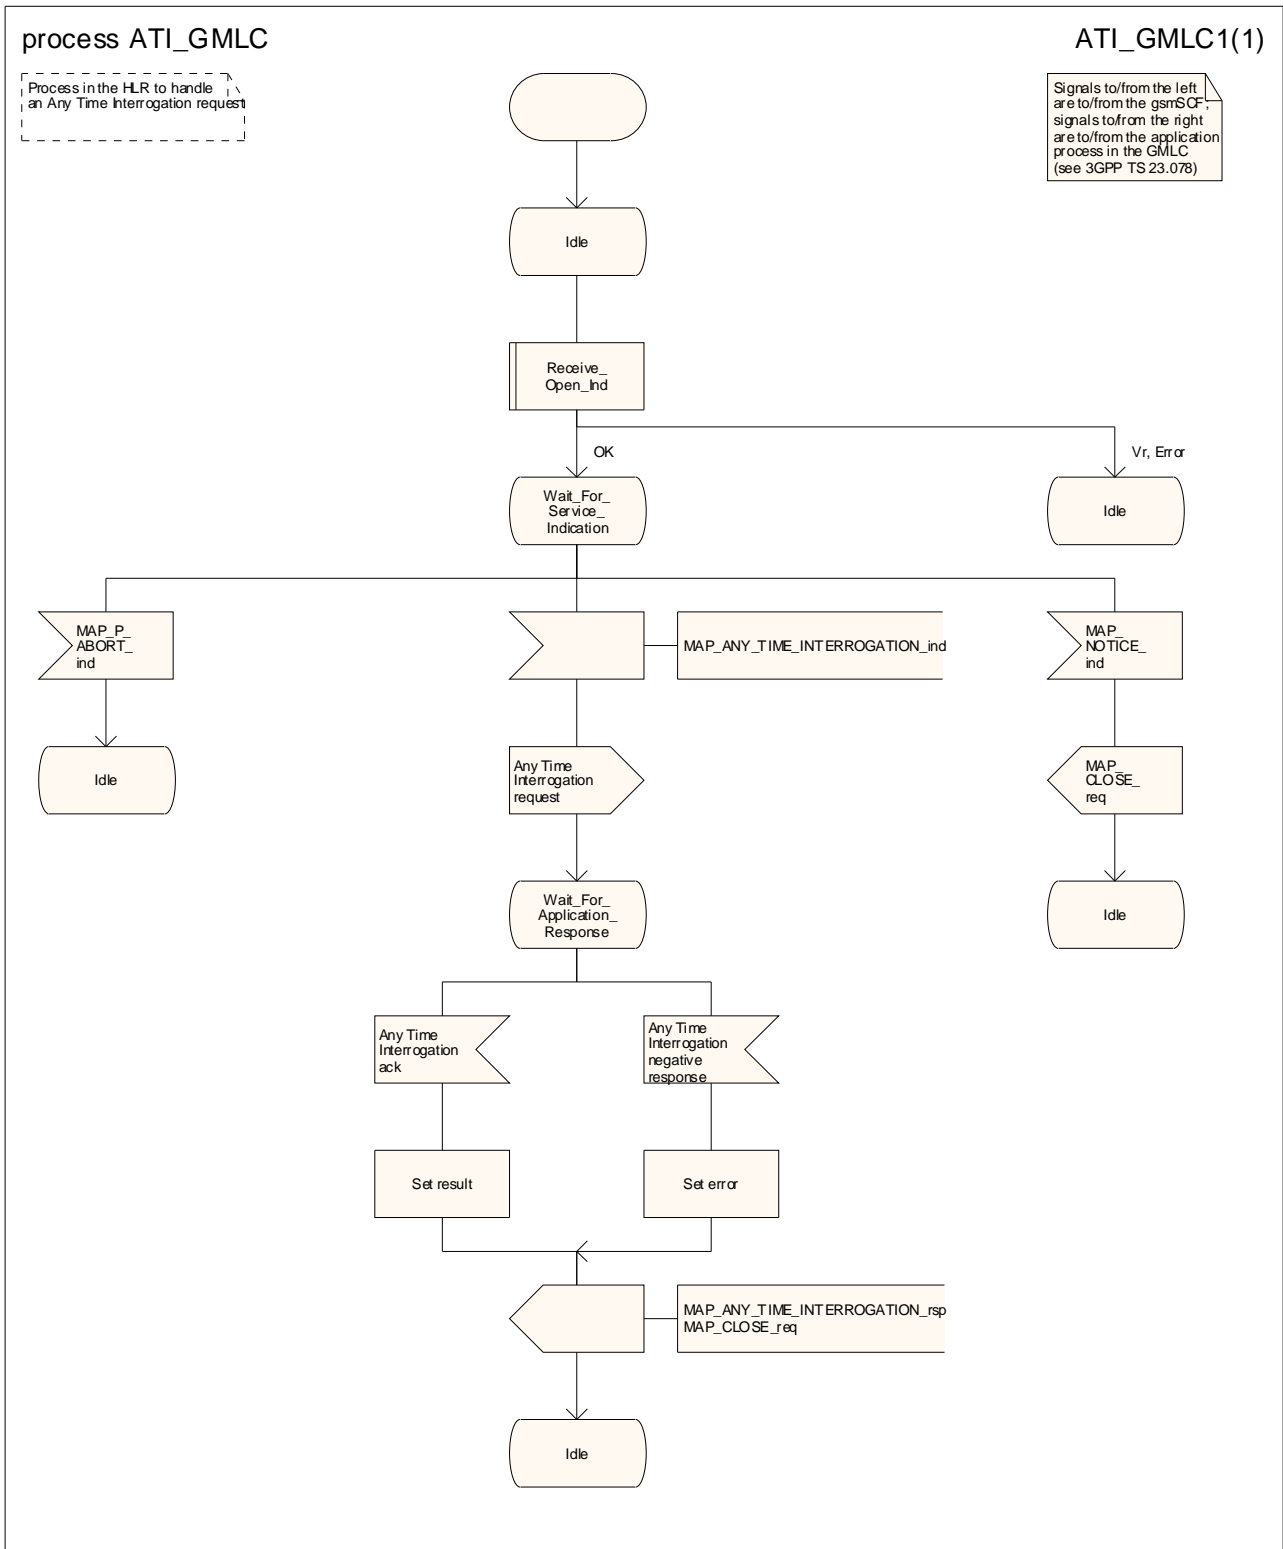 process ATI_GMLC
ATI_GMLC1(1)
Process in the HLR to handle
an Any Time Interrogation request
Signals to/from the left
are to/from the gsmSCF;
signals to/from the right
are to/from the application
process in the GMLC
(see 3GPP TS 23.078)
Idle
Receive_
Open_Ind
OK
Vr, Error
Wait_For_
Service_
Indication
Idle
MAP_P_
ABORT_
ind
MAP_ANY_TIME_INTERROGATION_ind
MAP_
NOTICE_
ind
Idle
Any Time
Interrogation
request
MAP_
CLOSE_
req
Wait_For_
Application_
Response
Idle
Any Time
Interrogation
ack
Any Time
Interrogation
negative
response
Set result
Set error
MAP_ANY_TIME_INTERROGATION_rsp
MAP_CLOSE_req
Idle